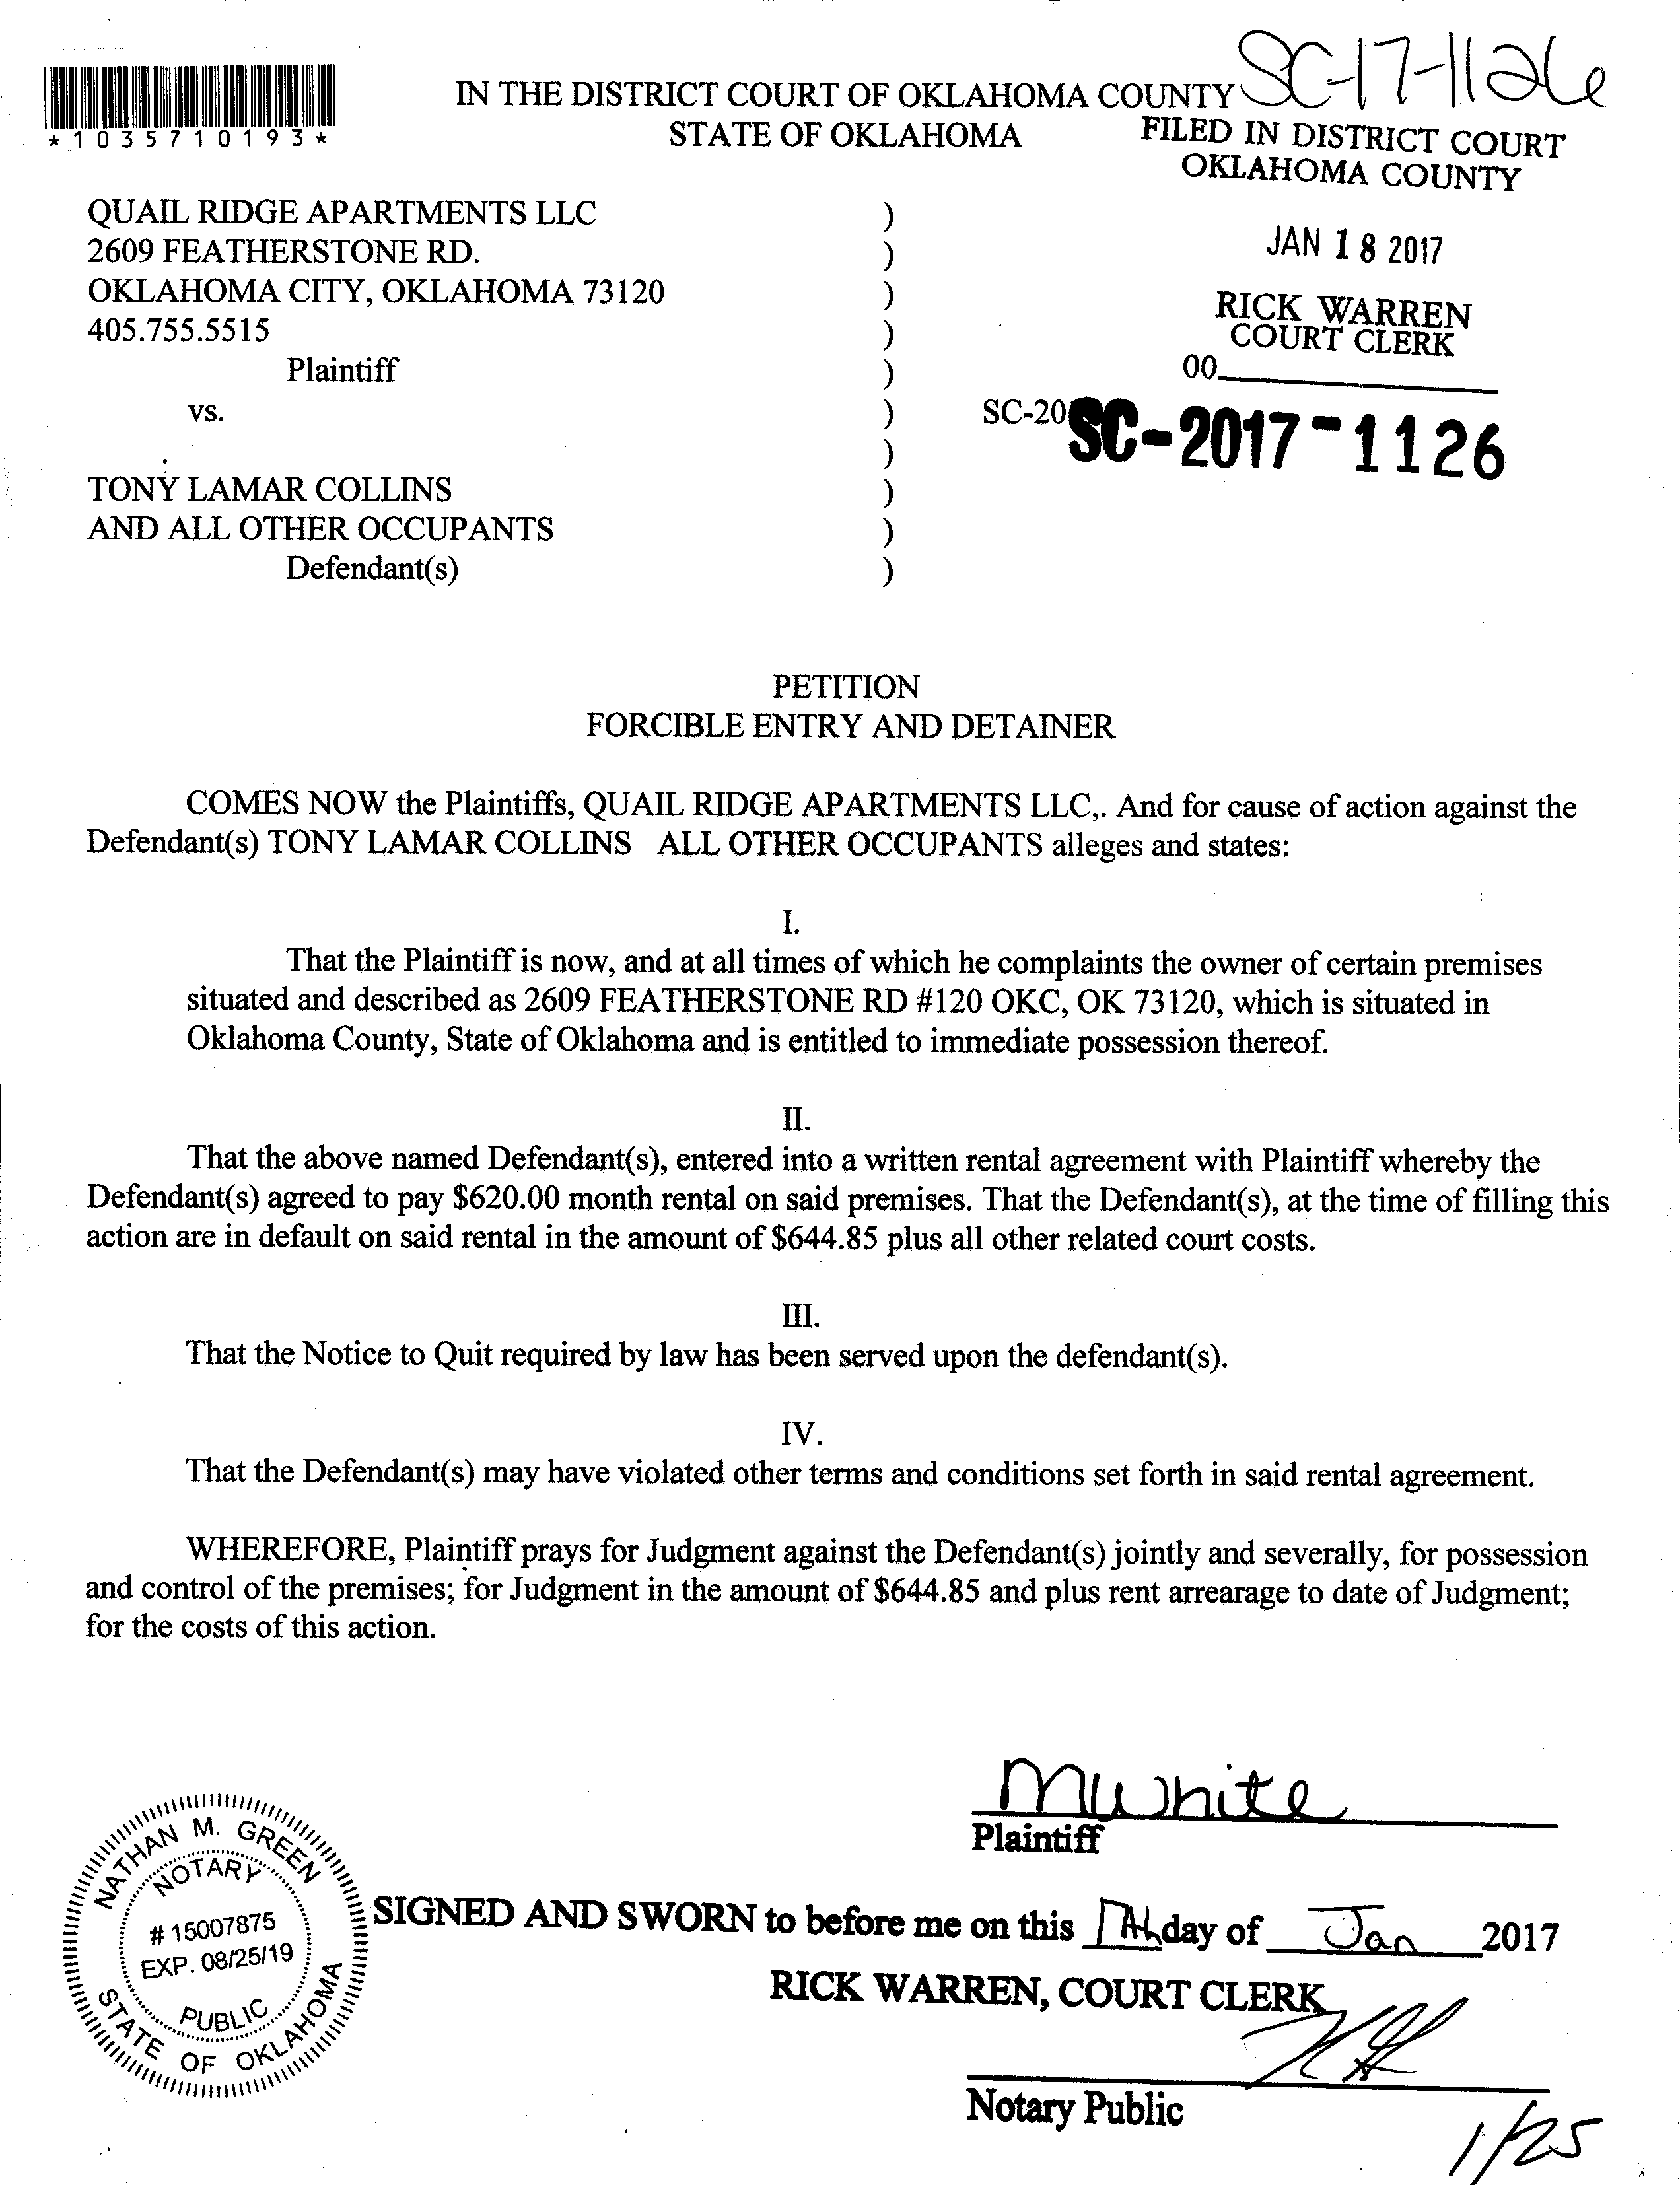 SC-17-1126
*1035710193*
IN THE DISTRICT COURT OF OKLAHOMA COUNTY
STATE OF OKLAHOMA
FILED IN DISTRICT COURT
OKLAHOMA COUNTY
JAN 18 2017
RICK WARREN
COURT CLERK
00
QUAIL RIDGE APARTMENTS LLC )
2609 FEATHERSTONE RD. )
OKLAHOMA CITY, OKLAHOMA 73120 )
405.755.5515 )
Plaintiff )
vs. ) SC-20 SC-2017-1126
)
TONY LAMAR COLLINS )
AND ALL OTHER OCCUPANTS )
Defendant(s) )
PETITION
FORCIBLE ENTRY AND DETAINER
COMES NOW the Plaintiffs, QUAIL RIDGE APARTMENTS LLC,. And for cause of action against the
Defendant(s) TONY LAMAR COLLINS ALL OTHER OCCUPANTS alleges and states:
I.
That the Plaintiff is now, and at all times of which he complaints the owner of certain premises
situated and described as 2609 FEATHERSTONE RD #120 OKC, OK 73120, which is situated in
Oklahoma County, State of Oklahoma and is entitled to immediate possession thereof.
II.
That the above named Defendant(s), entered into a written rental agreement with Plaintiff whereby the
Defendant(s) agreed to pay $620.00 month rental on said premises. That the Defendant(s), at the time of filling this
action are in default on said rental in the amount of $644.85 plus all other related court costs.
III.
That the Notice to Quit required by law has been served upon the defendant(s).
IV.
That the Defendant(s) may have violated other terms and conditions set forth in said rental agreement.
WHEREFORE, Plaintiff prays for Judgment against the Defendant(s) jointly and severally, for possession
and control of the premises; for Judgment in the amount of $644.85 and plus rent arrearage to date of Judgment;
for the costs of this action.
MWhite
Plaintiff
NATHAN M. GREEN
NOTARY
# 15007875
EXP. 08/25/19
PUBLIC
STATE OF OKLAHOMA
SIGNED AND SWORN to before me on this day of Jan 2017
RICK WARREN, COURT CLERK
Notary Public
1/25